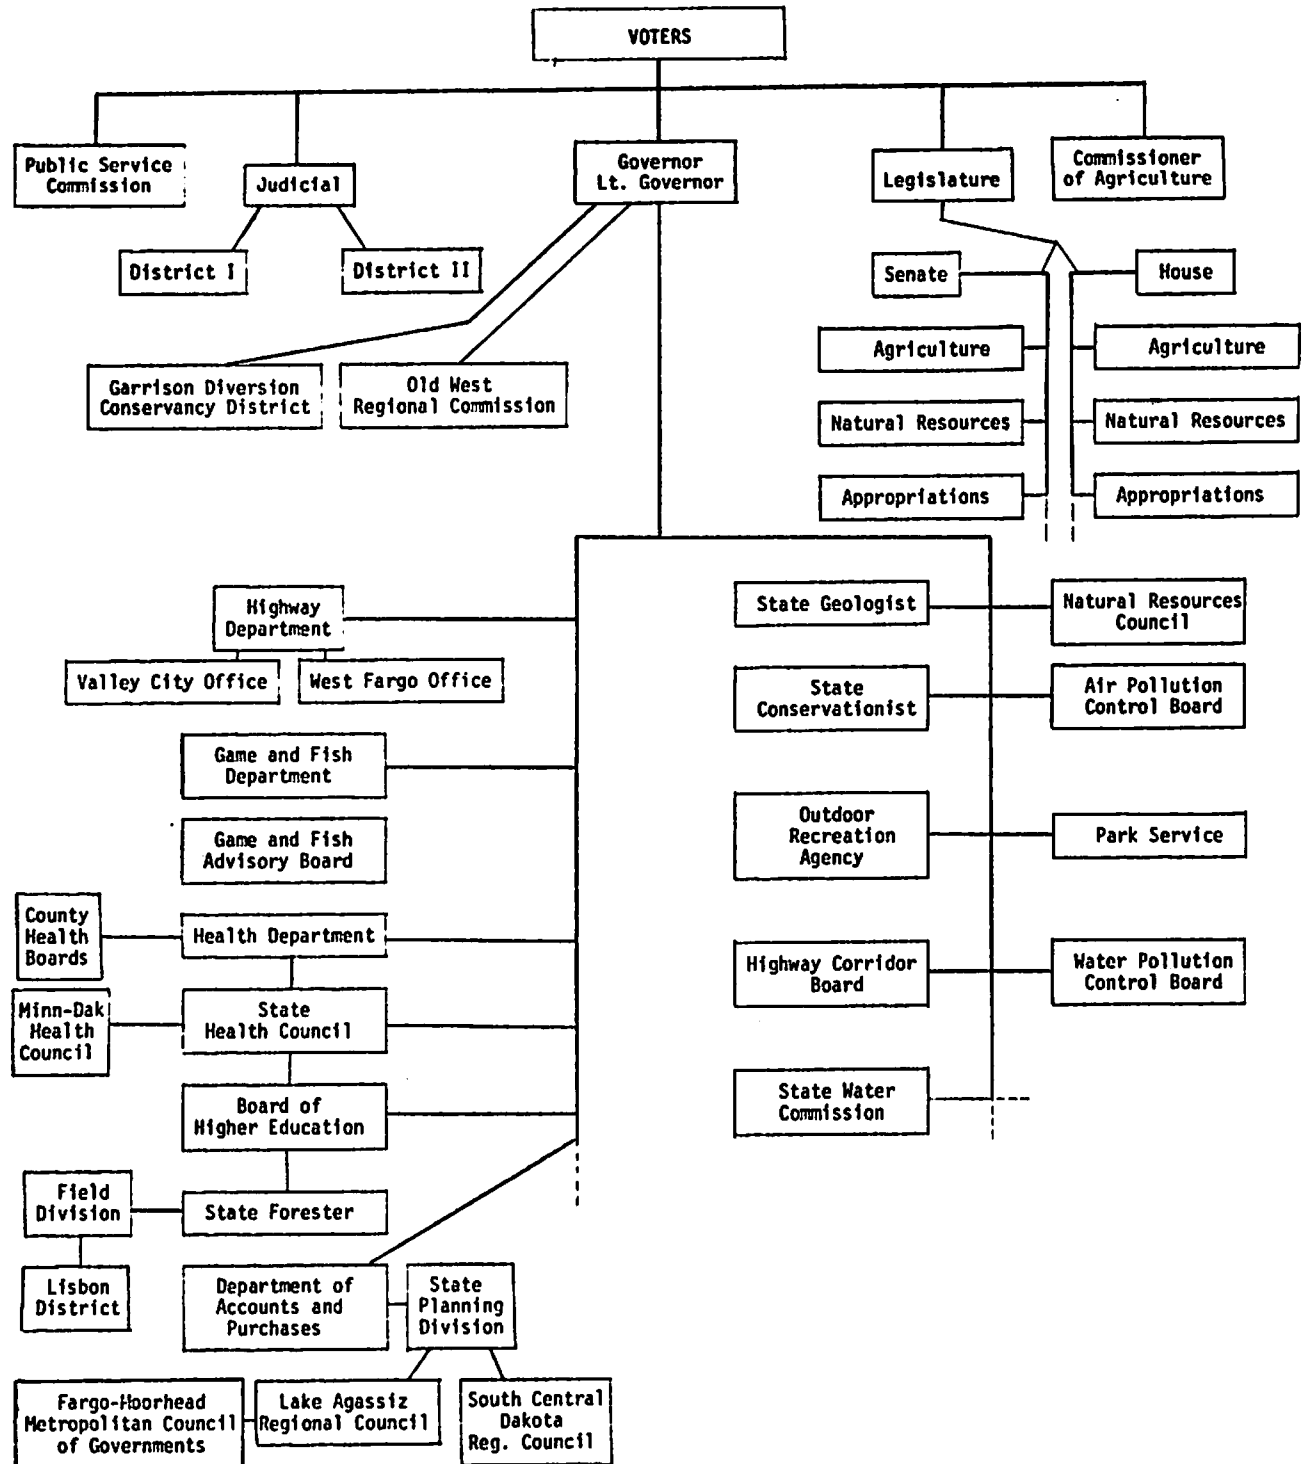 VOTERS
Public Service
Commission
Judicial
Governor
Lt. Governor
Legislature
Commissioner
of Agriculture
District I
District II
Senate
House
Garrison Diversion
Conservancy District
Old West
Regional Commission
Agriculture
Agriculture
Natural Resources
Natural Resources
Appropriations
Appropriations
Highway
Department
Valley City Office
West Fargo Office
State Geologist
Natural Resources
Council
State
Conservationist
Air Pollution
Control Board
Game and Fish
Department
Game and Fish
Advisory Board
Outdoor
Recreation
Agency
Park Service
County
Health
Boards
Health Department
Highway Corridor
Board
Water Pollution
Control Board
Minn-Dak
Health
Council
State
Health Council
Board of
Higher Education
State Water
Commission
Field
Division
State Forester
Lisbon
District
Department of
Accounts and
Purchases
State
Planning
Division
Fargo-Hoorhead
Metropolitan Council
of Governments
Lake Agassiz
Regional Council
South Central
Dakota
Reg. Council